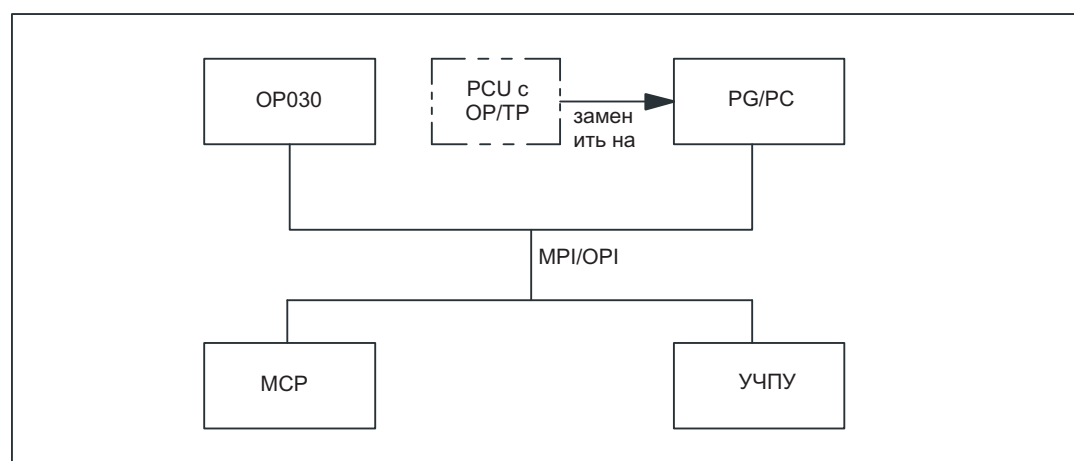 OP030
PCU с
OP/TP
замен
ить на
PG/PC
MPI/OPI
MCP
УЧПУ